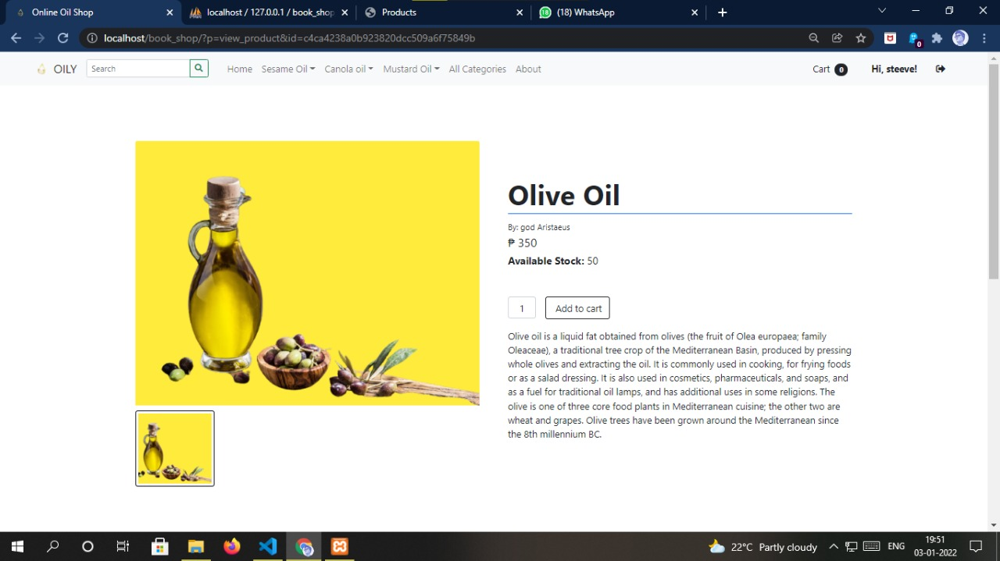 Online Oil Shop
localhost / 127.0.0.1 / book_shop
Products
(18) WhatsApp
localhost/book_shop/?p=view_product&id=c4ca4238a0b923820dcc509a6f75849b
0
OILY
Search
Home
Sesame Oil
Canola oil
Mustard Oil
All Categories
About
Cart 0
Hi, steeve!
Olive Oil
By: god Aristaeus
₱ 350
Available Stock: 50
1
Add to cart
Olive oil is a liquid fat obtained from olives (the fruit of Olea europaea; family
Oleaceae), a traditional tree crop of the Mediterranean Basin, produced by pressing
whole olives and extracting the oil. It is commonly used in cooking, for frying foods
or as a salad dressing. It is also used in cosmetics, pharmaceuticals, and soaps, and
as a fuel for traditional oil lamps, and has additional uses in some religions. The
olive is one of three core food plants in Mediterranean cuisine; the other two are
wheat and grapes. Olive trees have been grown around the Mediterranean since
the 8th millennium BC.
22°C Partly cloudy
ENG
19:51
03-01-2022